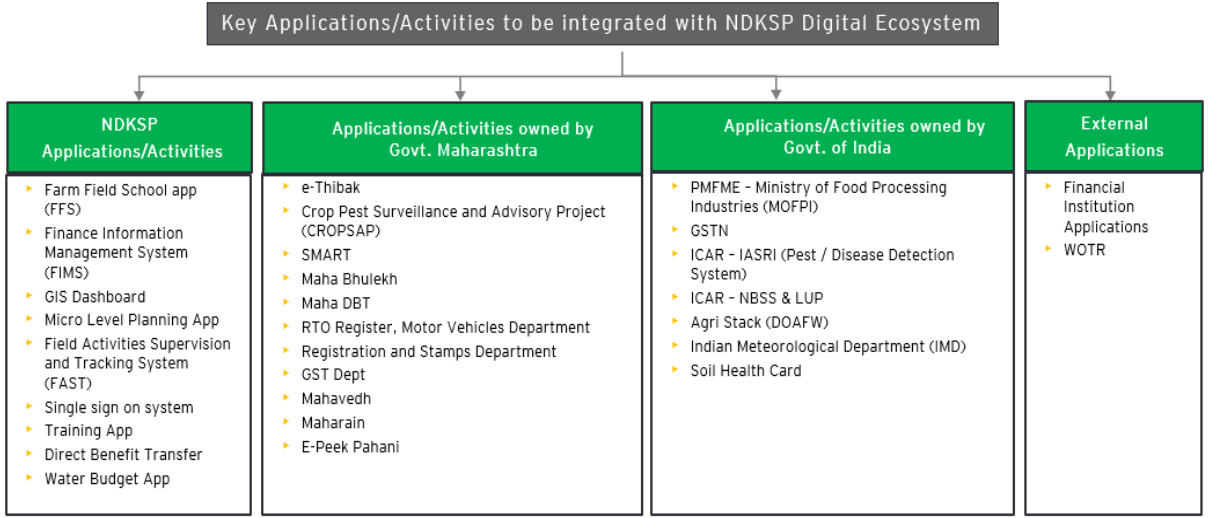 Key Applications/Activities to be integrated with NDKSP Digital Ecosystem
NDKSP
Applications/Activities
Farm Field School app
(FFS)
Finance Information
Management System
(FIMS)
GIS Dashboard
Micro Level Planning App
Field Activities Supervision
and Tracking System
(FAST)
Single sign on system
Training App
Direct Benefit Transfer
Water Budget App
Applications/Activities owned by
Govt. Maharashtra
e-Thibak
Crop Pest Surveillance and Advisory Project
(CROPSAP)
SMART
Maha Bhulekh
Maha DBT
RTO Register, Motor Vehicles Department
Registration and Stamps Department
GST Dept
Mahavedh
Maharain
E-Peek Pahani
Applications/Activities owned by
Govt. of India
PMFME – Ministry of Food Processing
Industries (MOFPI)
GSTN
ICAR – IASRI (Pest / Disease Detection
System)
ICAR – NBSS & LUP
Agri Stack (DOAFW)
Indian Meteorological Department (IMD)
Soil Health Card
External
Applications
Financial
Institution
Applications
WOTR